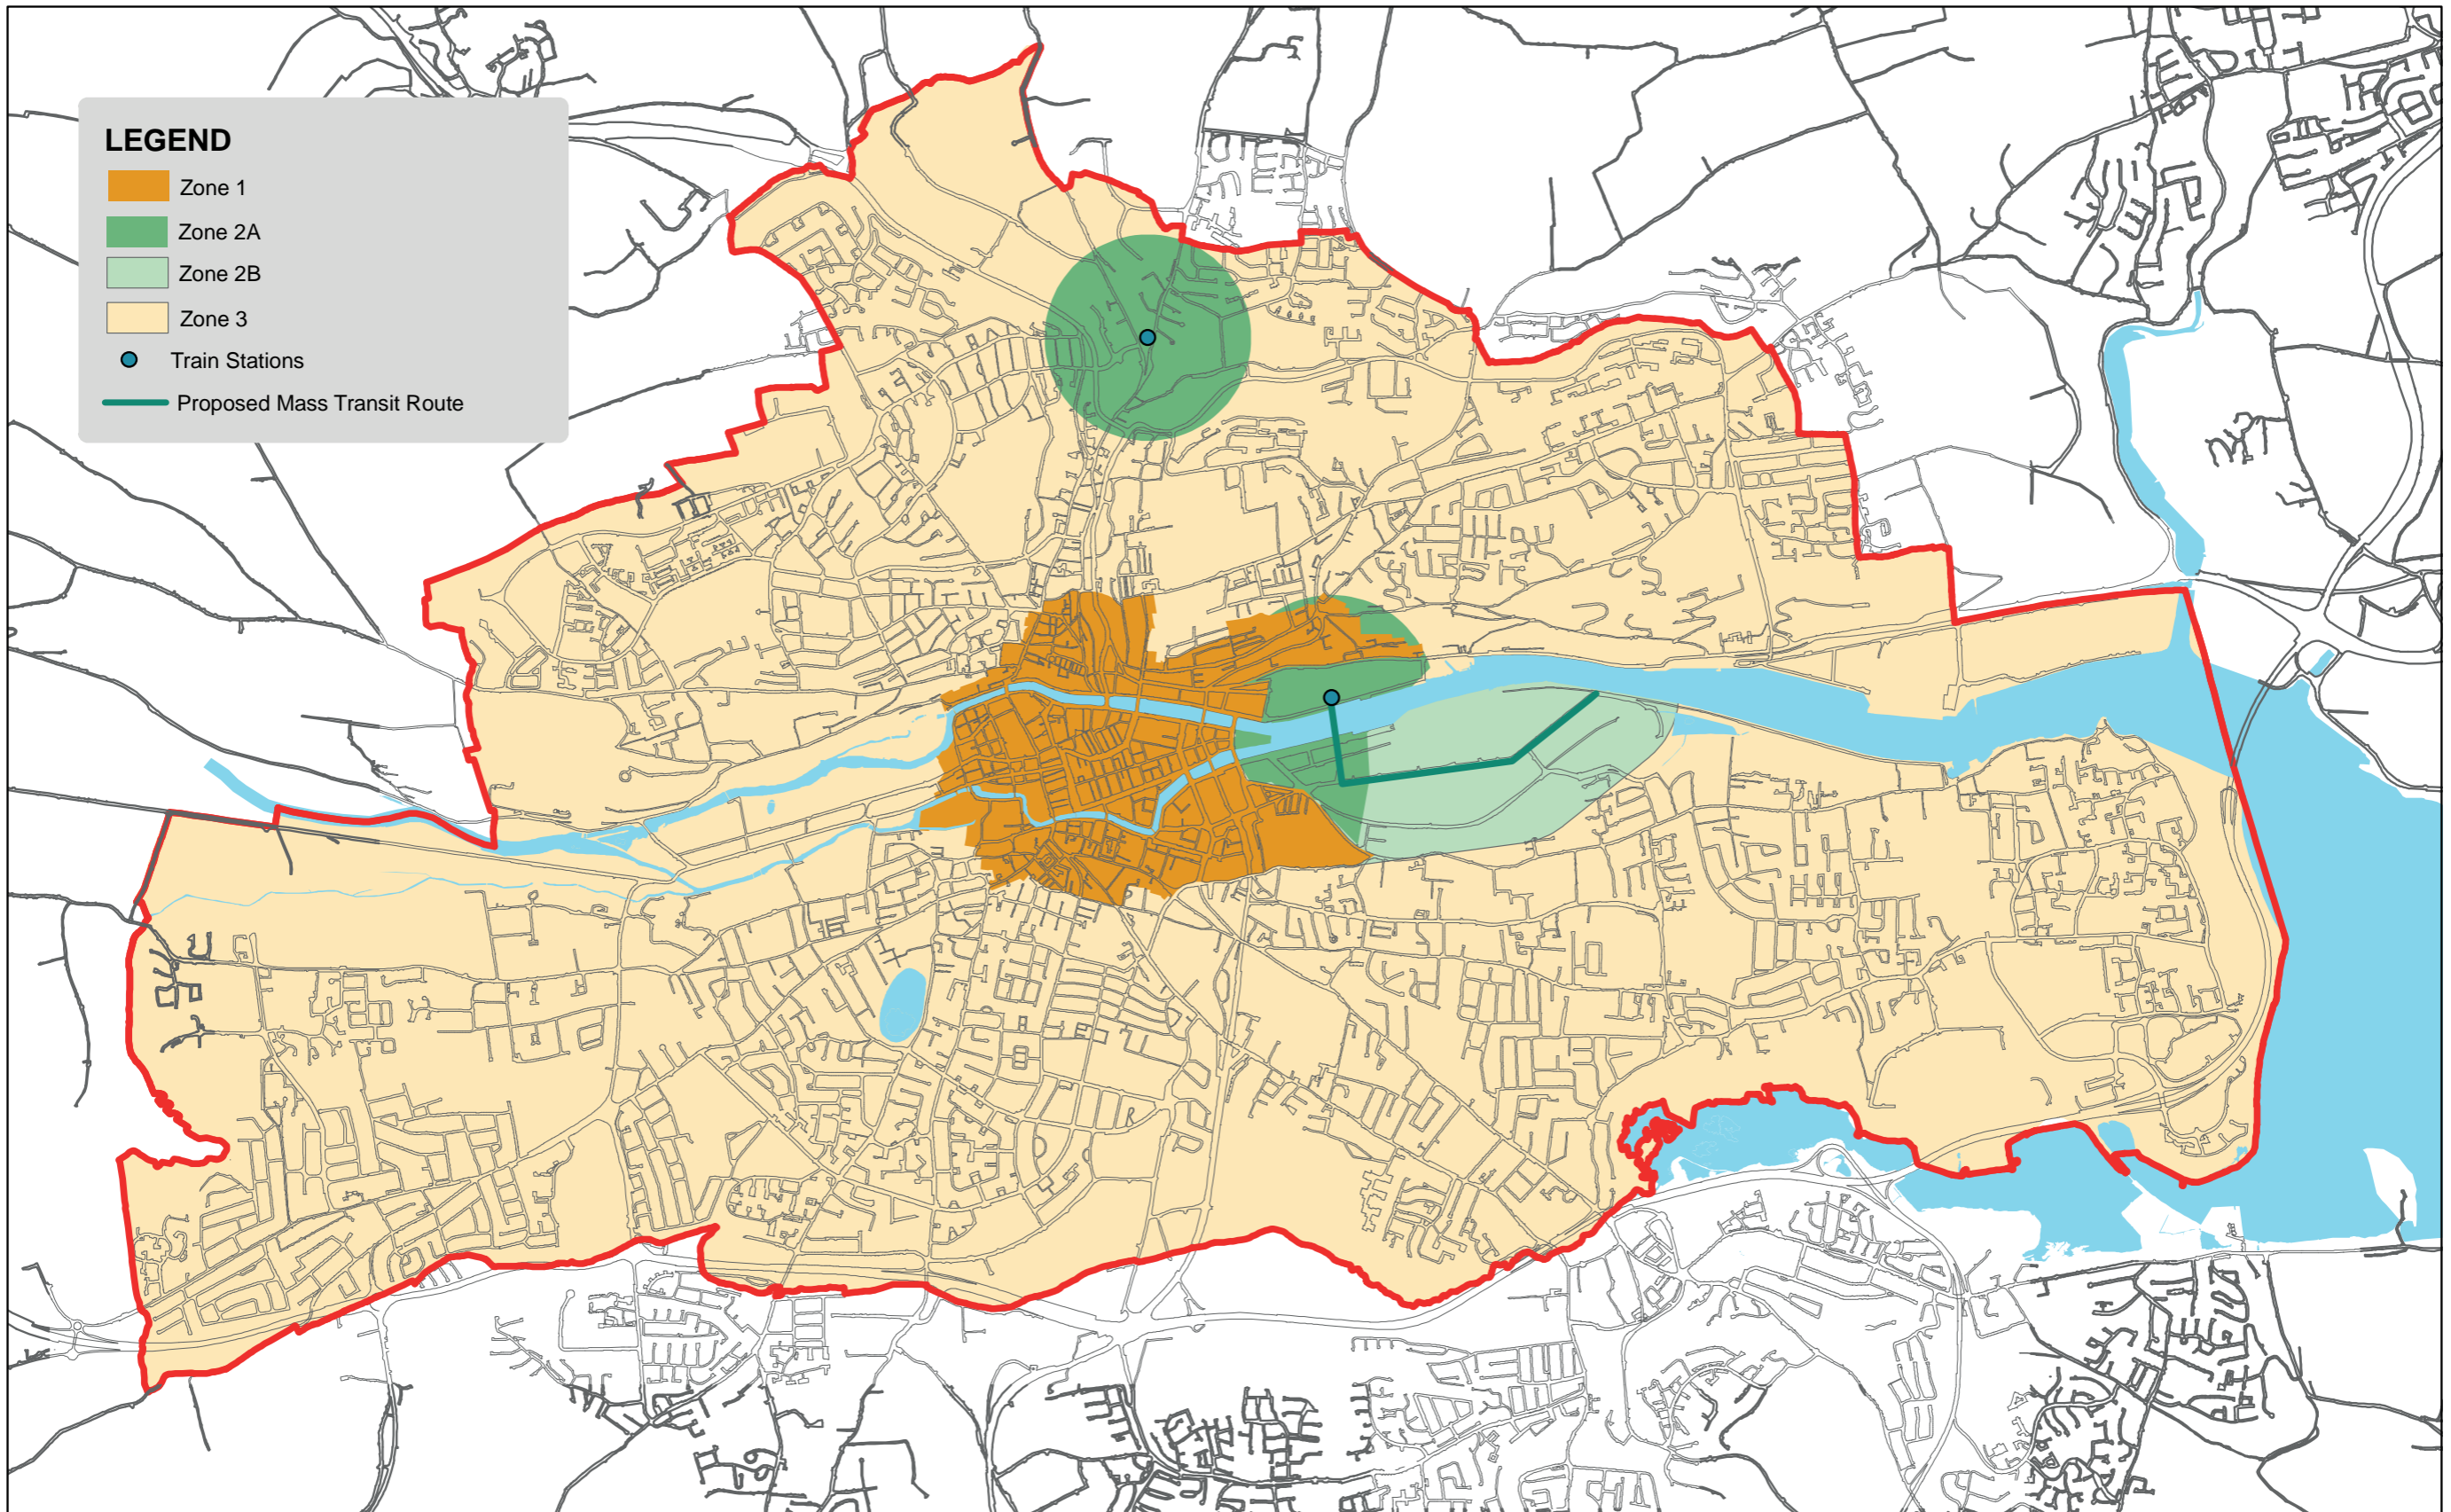 LEGEND
Zone 1
Zone 2A
Zone 2B
Zone 3
Train Stations
Proposed Mass Transit Route